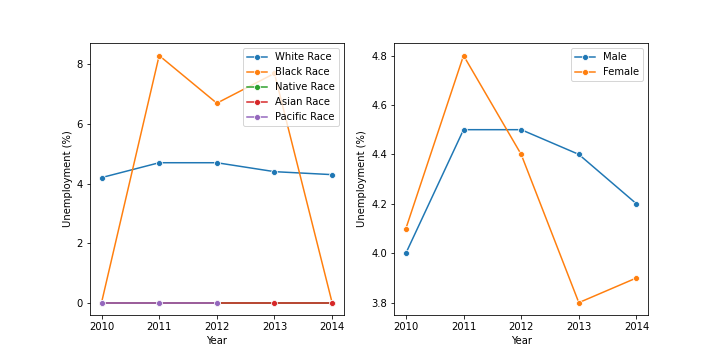 8
6
4
2
0
Unemployment (%)
2010 2011 2012 2013 2014
Year
White Race
Black Race
Native Race
Asian Race
Pacific Race
4.8
4.6
4.4
4.2
4.0
3.8
Unemployment (%)
2010 2011 2012 2013 2014
Year
Male
Female